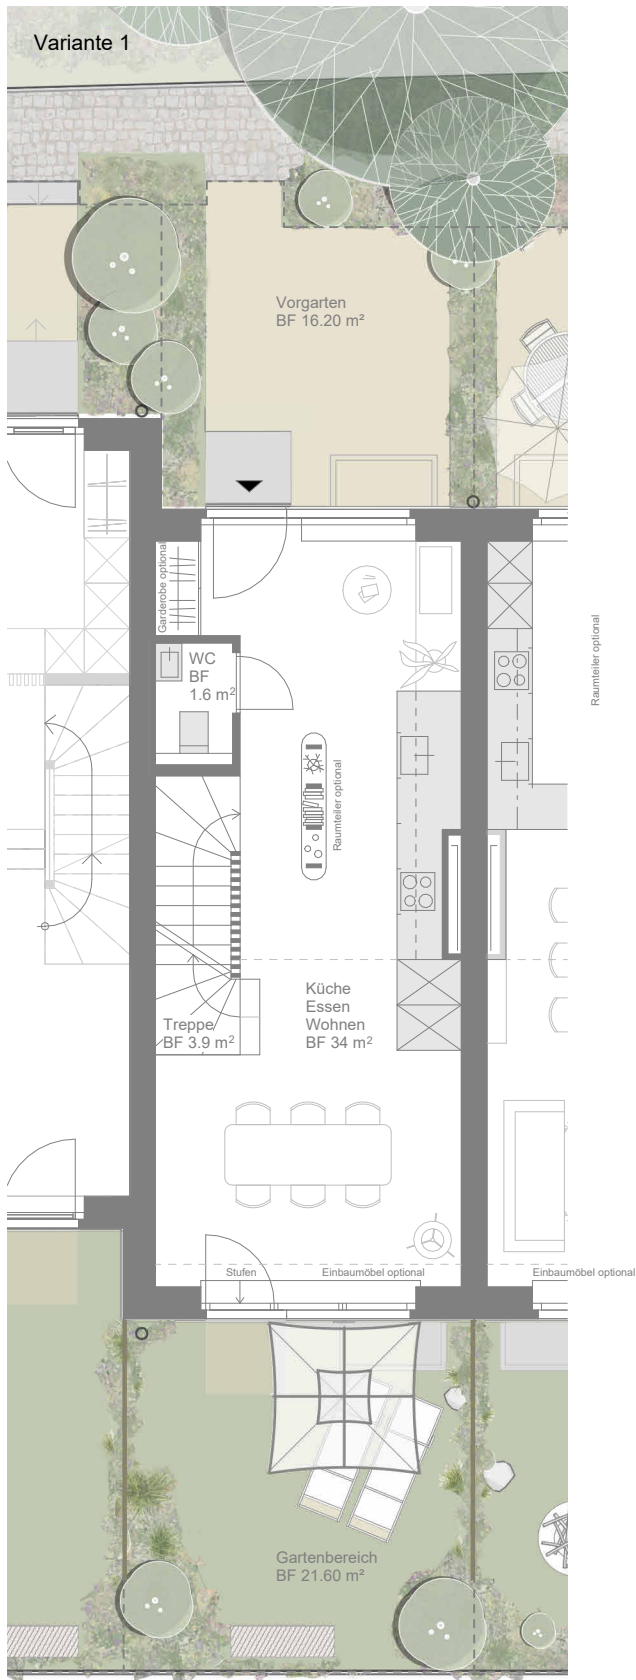 Variante 1
Vorgarten
BF 16.20 m²
Garderobe optional
WC
BF
1.6 m²
Raumteiler optional
Raumteiler optional
Küche
Essen
Wohnen
BF 34 m²
Treppe
BF 3.9 m²
Stufen
Einbaumöbel optional
Einbaumöbel optional
Gartenbereich
BF 21.60 m²